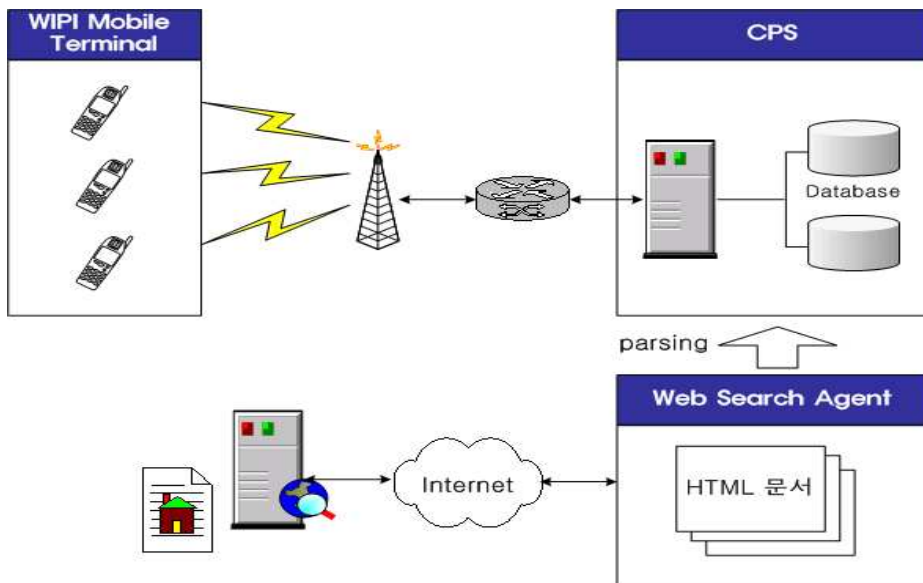 WIPI Mobile
Terminal
CPS
Database
parsing
Web Search Agent
Internet
HTML 문서